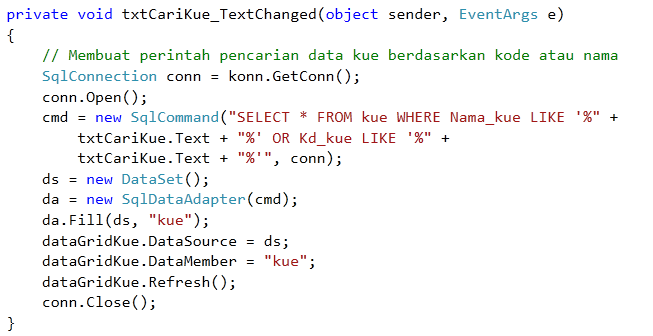 private void txtCariKue_TextChanged(object sender, EventArgs e)
{
    // Membuat perintah pencarian data kue berdasarkan kode atau nama
    SqlConnection conn = konn.GetConn();
    conn.Open();
    cmd = new SqlCommand("SELECT * FROM kue WHERE Nama_kue LIKE '%" +
        txtCariKue.Text + "%' OR Kd_kue LIKE '%" +
        txtCariKue.Text + "%'", conn);
    ds = new DataSet();
    da = new SqlDataAdapter(cmd);
    da.Fill(ds, "kue");
    dataGridKue.DataSource = ds;
    dataGridKue.DataMember = "kue";
    dataGridKue.Refresh();
    conn.Close();
}